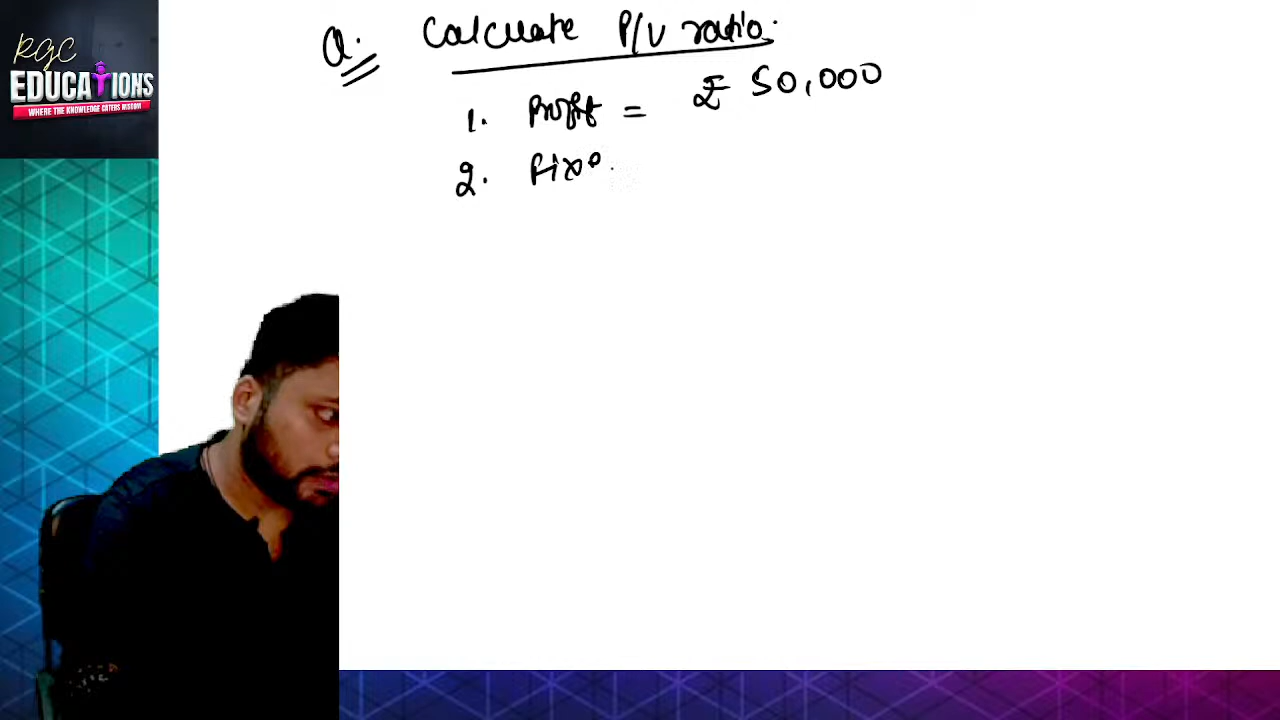 RGC
EDUCATIONS
WHERE THE KNOWLEDGE CATERS WISDOM
Q. Calculate P/V ratio.
1. Profit = ₹ 50,000
2. Fixe